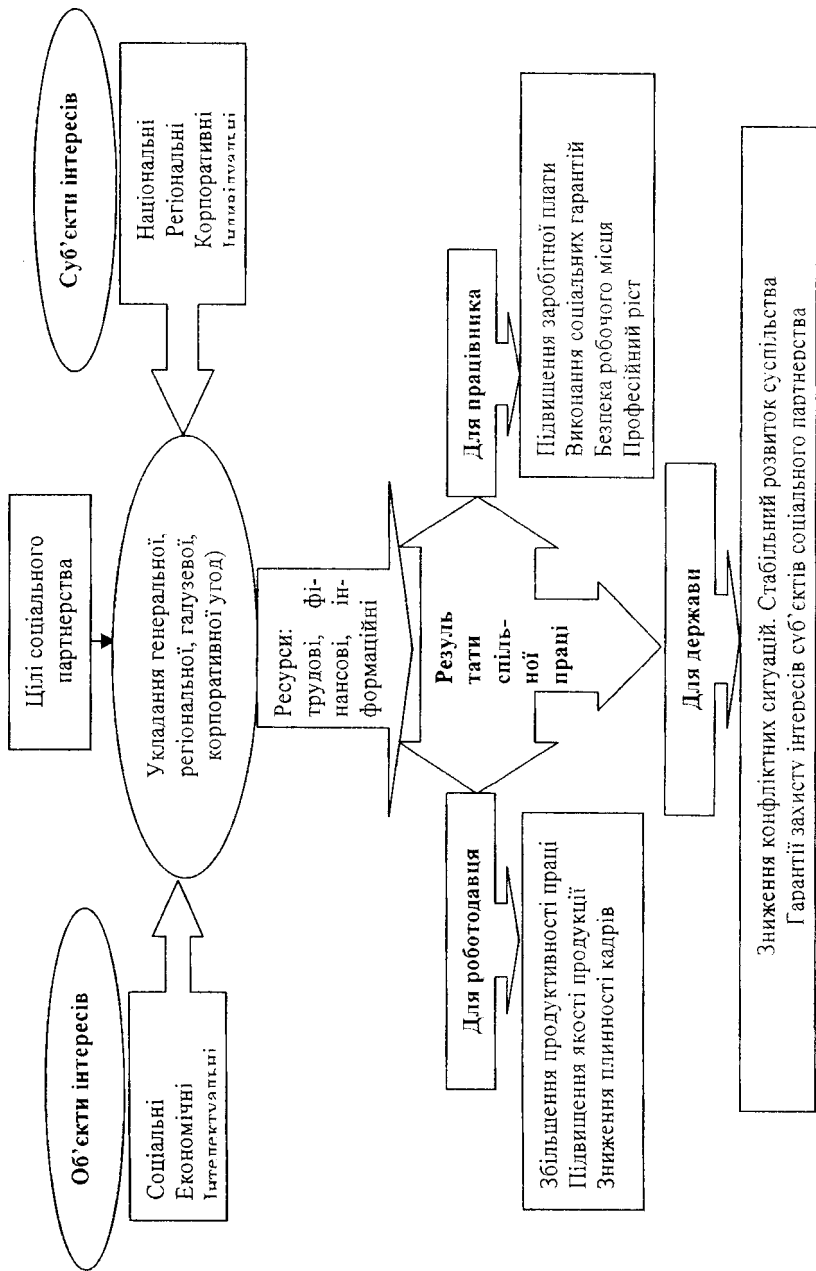 Цілі соціального
партнерства
Об’єкти інтересів
Соціальні
Економічні
Інтелектуальні
Суб’єкти інтересів
Національні
Регіональні
Корпоративні
Індивідуальні
Укладання генеральної,
регіональної, галузевої,
корпоративної угод)
Ресурси:
трудові, фі-
нансові, ін-
формаційні
Резуль
тати
спіль-
ної
праці
Для роботодавця
Збільшення продуктивності праці
Підвищення якості продукції
Зниження плинності кадрів
Для працівника
Підвищення заробітної плати
Виконання соціальних гарантій
Безпека робочого місця
Професійний ріст
Для держави
Зниження конфліктних ситуацій. Стабільний розвиток суспільства
Гарантії захисту інтересів суб’єктів соціального партнерства